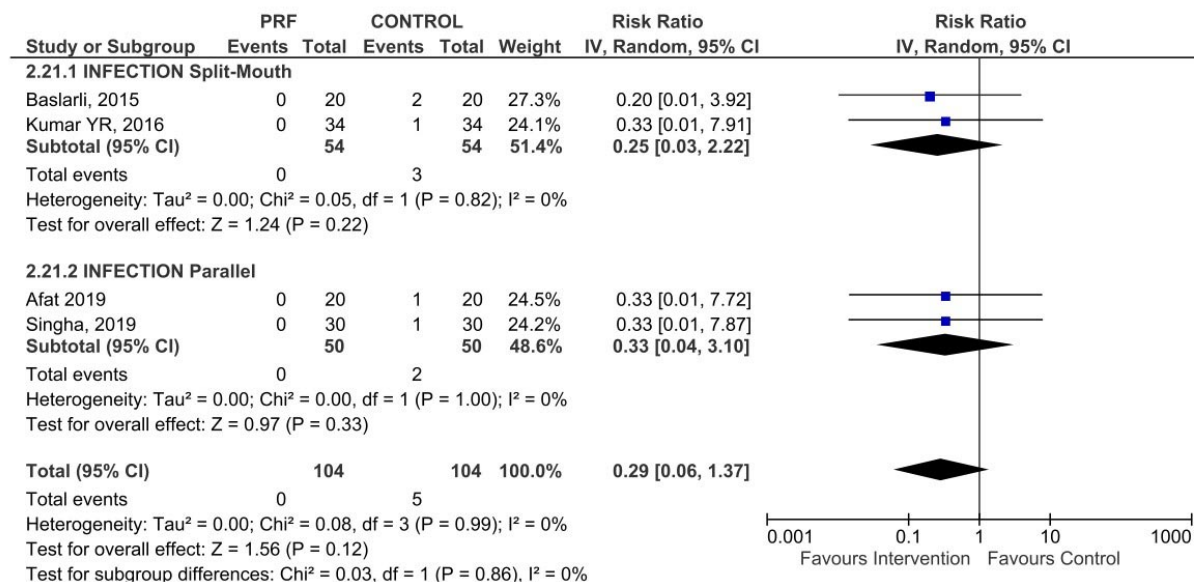 PRF CONTROL Risk Ratio Risk Ratio
Study or Subgroup Events Total Events Total Weight IV, Random, 95% CI IV, Random, 95% CI
2.21.1 INFECTION Split-Mouth
Baslarli, 2015 0 20 2 20 27.3% 0.20 [0.01, 3.92]
Kumar YR, 2016 0 34 1 34 24.1% 0.33 [0.01, 7.91]
Subtotal (95% CI) 54 54 51.4% 0.25 [0.03, 2.22]
Total events 0 3
Heterogeneity: Tau² = 0.00; Chi² = 0.05, df = 1 (P = 0.82); I² = 0%
Test for overall effect: Z = 1.24 (P = 0.22)
2.21.2 INFECTION Parallel
Afat 2019 0 20 1 20 24.5% 0.33 [0.01, 7.72]
Singha, 2019 0 30 1 30 24.2% 0.33 [0.01, 7.87]
Subtotal (95% CI) 50 50 48.6% 0.33 [0.04, 3.10]
Total events 0 2
Heterogeneity: Tau² = 0.00; Chi² = 0.00, df = 1 (P = 1.00); I² = 0%
Test for overall effect: Z = 0.97 (P = 0.33)
Total (95% CI) 104 104 100.0% 0.29 [0.06, 1.37]
Total events 0 5
Heterogeneity: Tau² = 0.00; Chi² = 0.08, df = 3 (P = 0.99); I² = 0%
Test for overall effect: Z = 1.56 (P = 0.12)
Test for subgroup differences: Chi² = 0.03, df = 1 (P = 0.86), I² = 0%
0.001 0.1 1 10 1000
Favours Intervention Favours Control